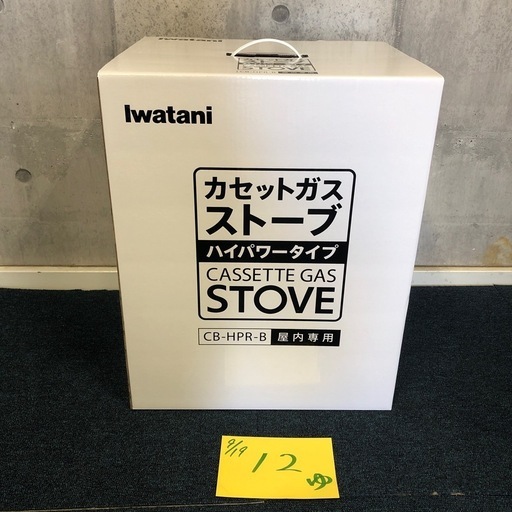 Iwatani
カセットガス
ストーブ
ハイパワータイプ
CASSETTE GAS
STOVE
CB-HPR-B 屋内専用
9/19
12 ゆ